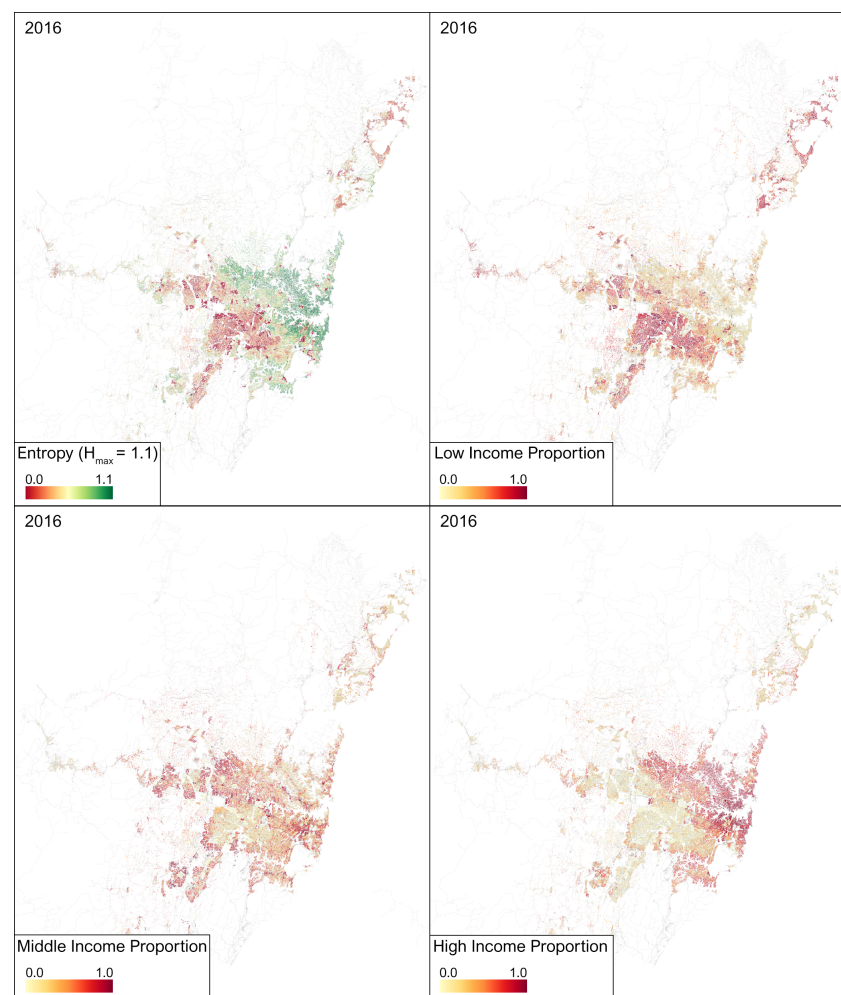 2016
2016
Entropy (Hmax = 1.1)
0.0 1.1
Low Income Proportion
0.0 1.0
2016
2016
Middle Income Proportion
0.0 1.0
High Income Proportion
0.0 1.0